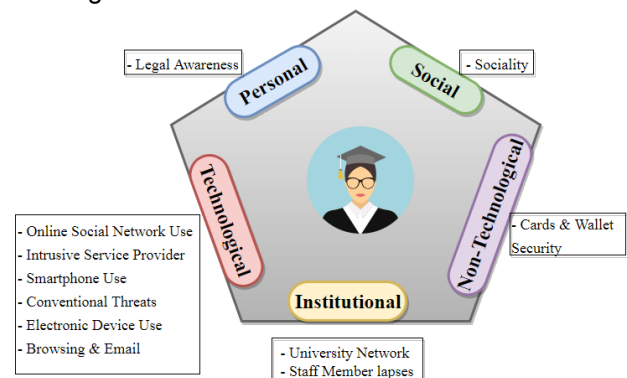 - Legal Awareness
Personal
Social
- Sociality
Technological
Non-Technological
- Online Social Network Use
- Intrusive Service Provider
- Smartphone Use
- Conventional Threats
- Electronic Device Use
- Browsing & Email
- Cards & Wallet
Security
Institutional
- University Network
- Staff Member lapses